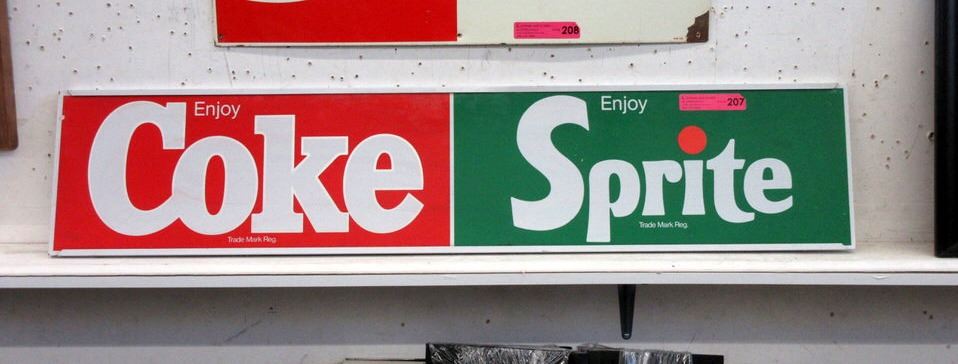 208
Enjoy
Coke
Trade Mark Reg.
Enjoy
207
Sprite
Trade Mark Reg.